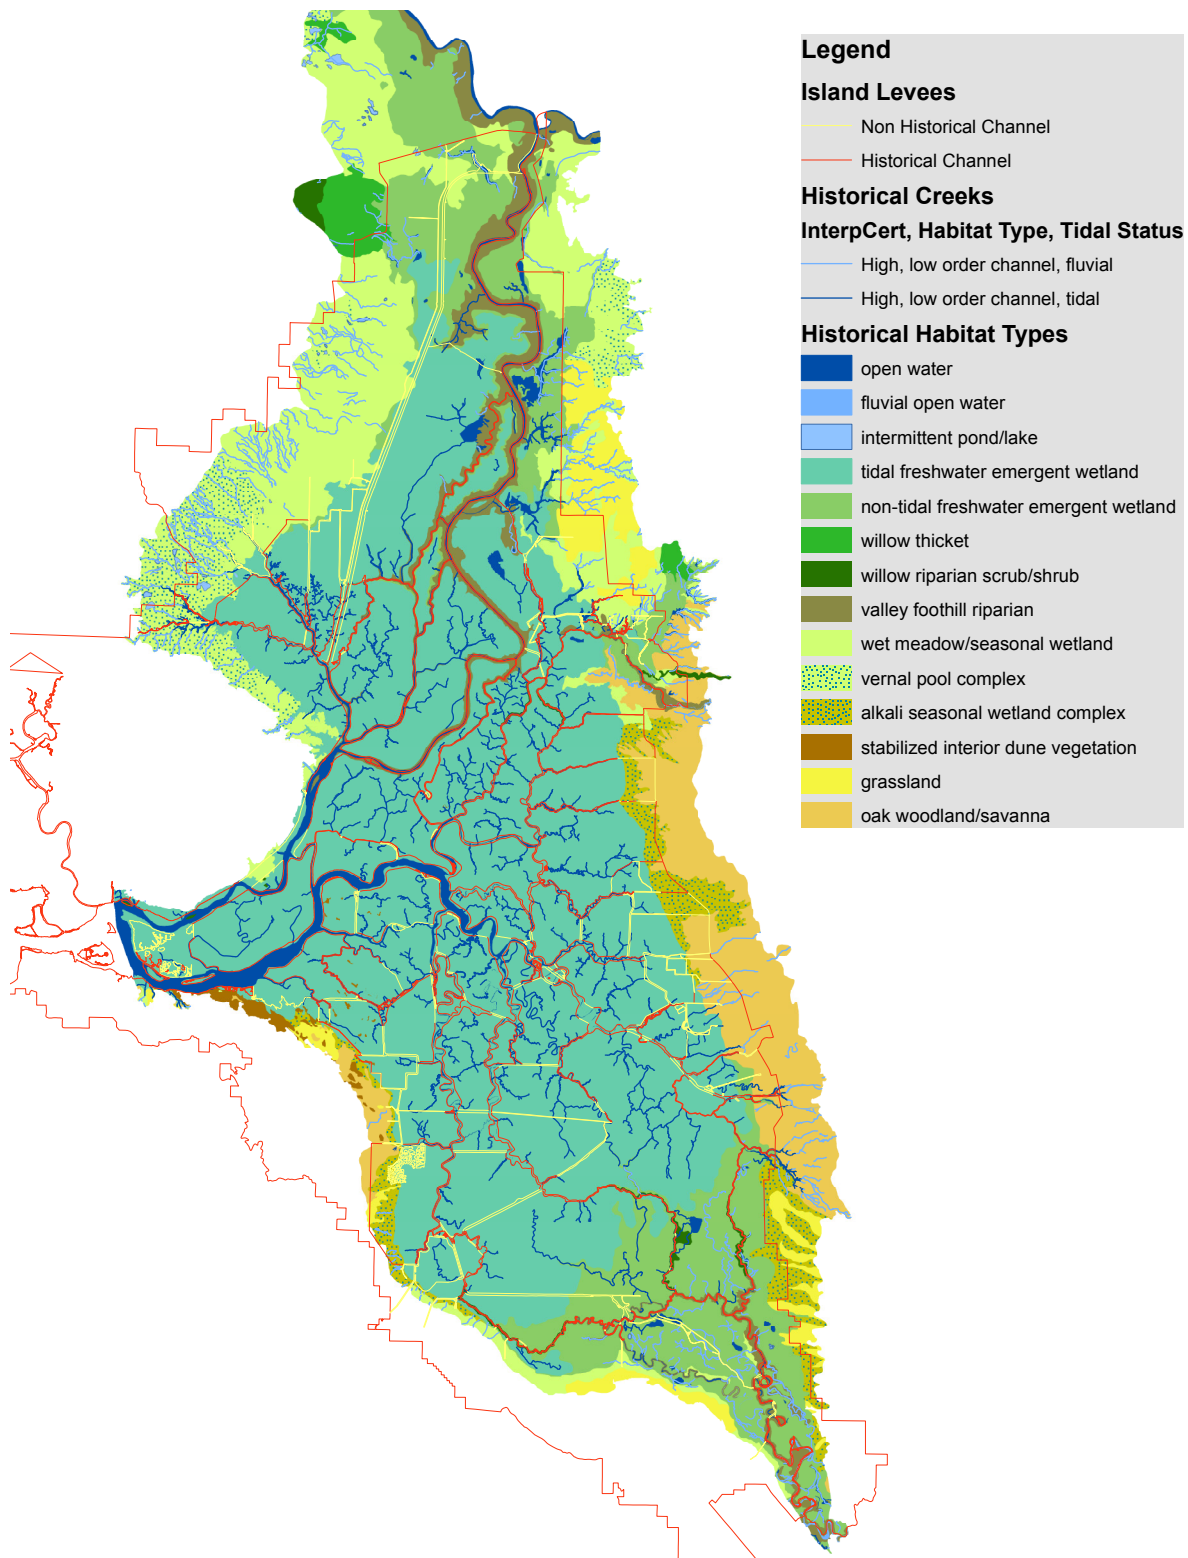 Legend
Island Levees
Non Historical Channel
Historical Channel
Historical Creeks
InterpCert, Habitat Type, Tidal Status
High, low order channel, fluvial
High, low order channel, tidal
Historical Habitat Types
open water
fluvial open water
intermittent pond/lake
tidal freshwater emergent wetland
non-tidal freshwater emergent wetland
willow thicket
willow riparian scrub/shrub
valley foothill riparian
wet meadow/seasonal wetland
vernal pool complex
alkali seasonal wetland complex
stabilized interior dune vegetation
grassland
oak woodland/savanna